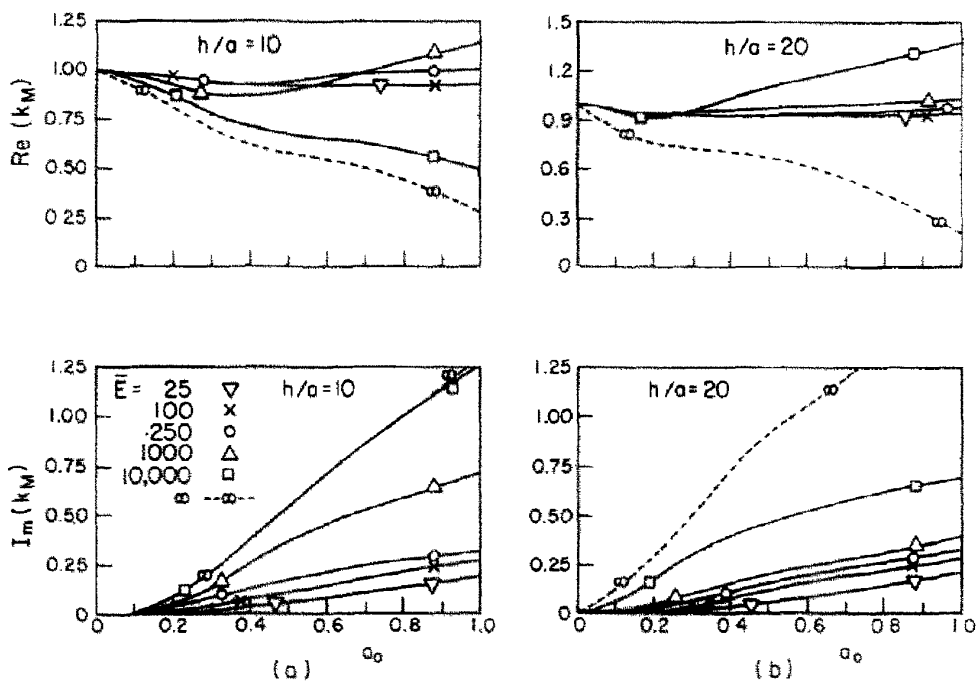 1.25
1.00
0.75
0.50
0.25
0
Re (kM)
h/a = 10
1.5
1.2
0.9
0.6
0.3
0
h/a = 20
1.25
1.00
0.75
0.50
0.25
0
Im (kM)
Ē = 25
100
250
1000
10,000
∞
h/a = 10
0 0.2 0.4 0.6 0.8 1.0
a₀
(a)
1.25
1.00
0.75
0.50
0.25
0
h/a = 20
0 0.2 0.4 0.6 0.8 1.0
a₀
(b)